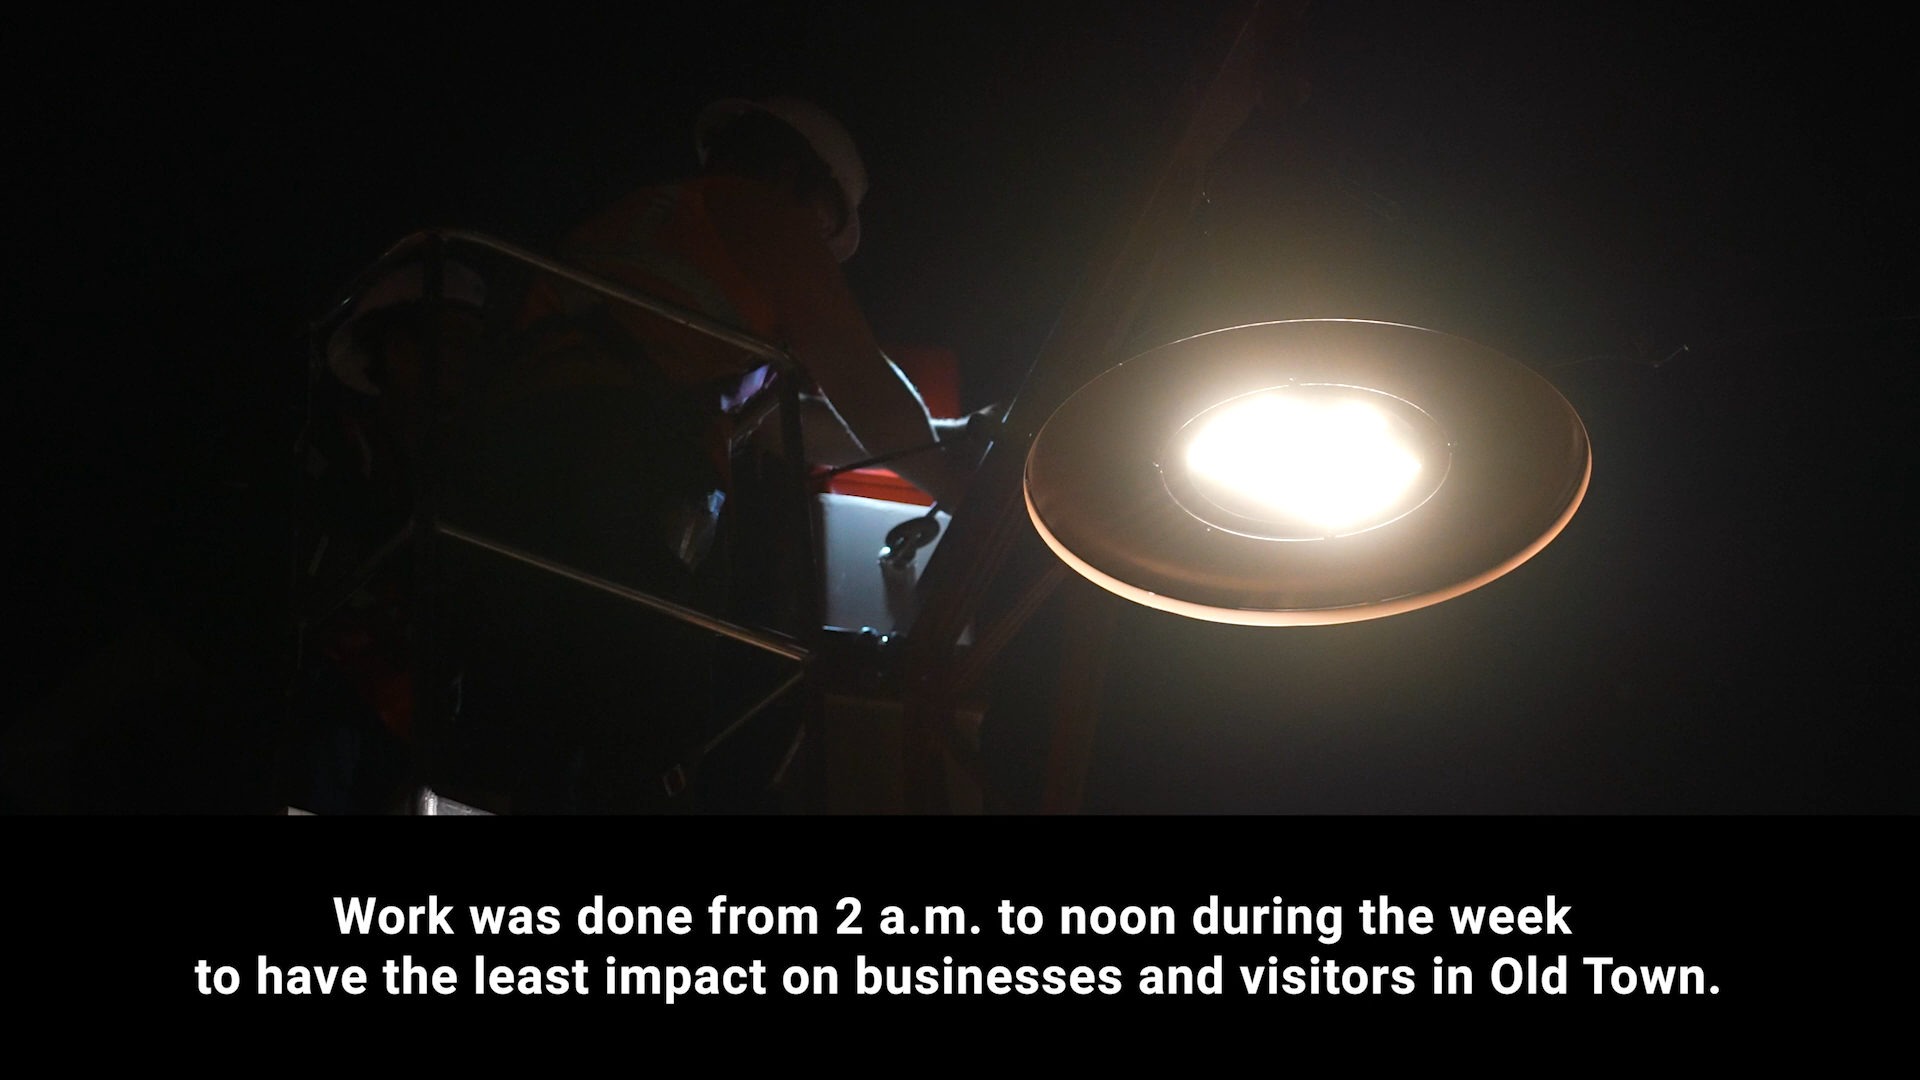 Work was done from 2 a.m. to noon during the week
to have the least impact on businesses and visitors in Old Town.